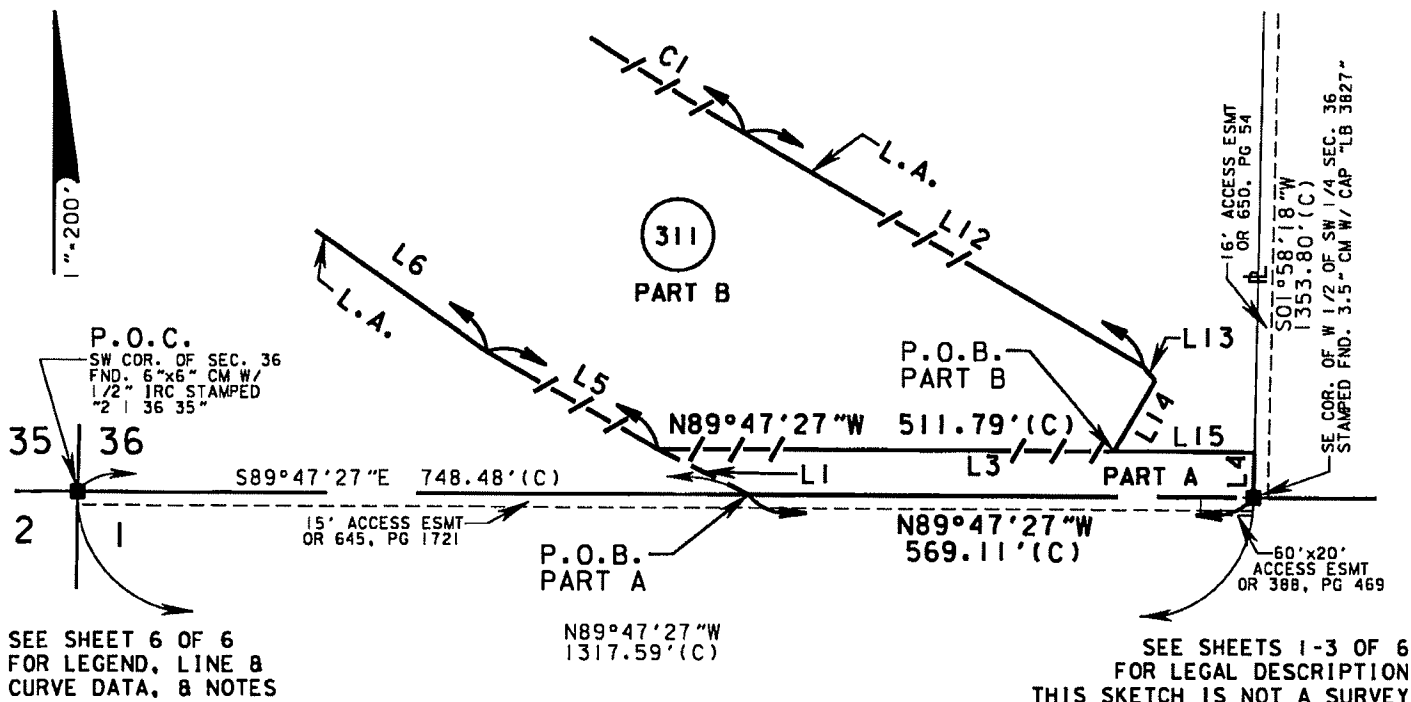 C1
L.A.
L12
L6
L.A.
311
PART B
1"=200'
16' ACCESS ESMT
OR 650, PG 54
PL
S01°58'18"W
1353.80'(C)
SE COR. OF W 1/2 OF SW 1/4 SEC. 36
STAMPED FND. 3.5" CM W/ CAP "LB 3827"
P.O.C.
SW COR. OF SEC. 36
FND. 6"x6" CM W/
1/2" IRC STAMPED
"2 1 36 35"
L5
P.O.B.
PART B
L13
L14
35 36
N89°47'27"W 511.79'(C)
L15
S89°47'27"E 748.48'(C)
L1
L3
PART A
L4
2 1
15' ACCESS ESMT
OR 645, PG 1721
P.O.B.
PART A
N89°47'27"W
569.11'(C)
60'x20'
ACCESS ESMT
OR 388, PG 469
N89°47'27"W
1317.59'(C)
SEE SHEET 6 OF 6
FOR LEGEND, LINE &
CURVE DATA, & NOTES
SEE SHEETS 1-3 OF 6
FOR LEGAL DESCRIPTION
THIS SKETCH IS NOT A SURVEY